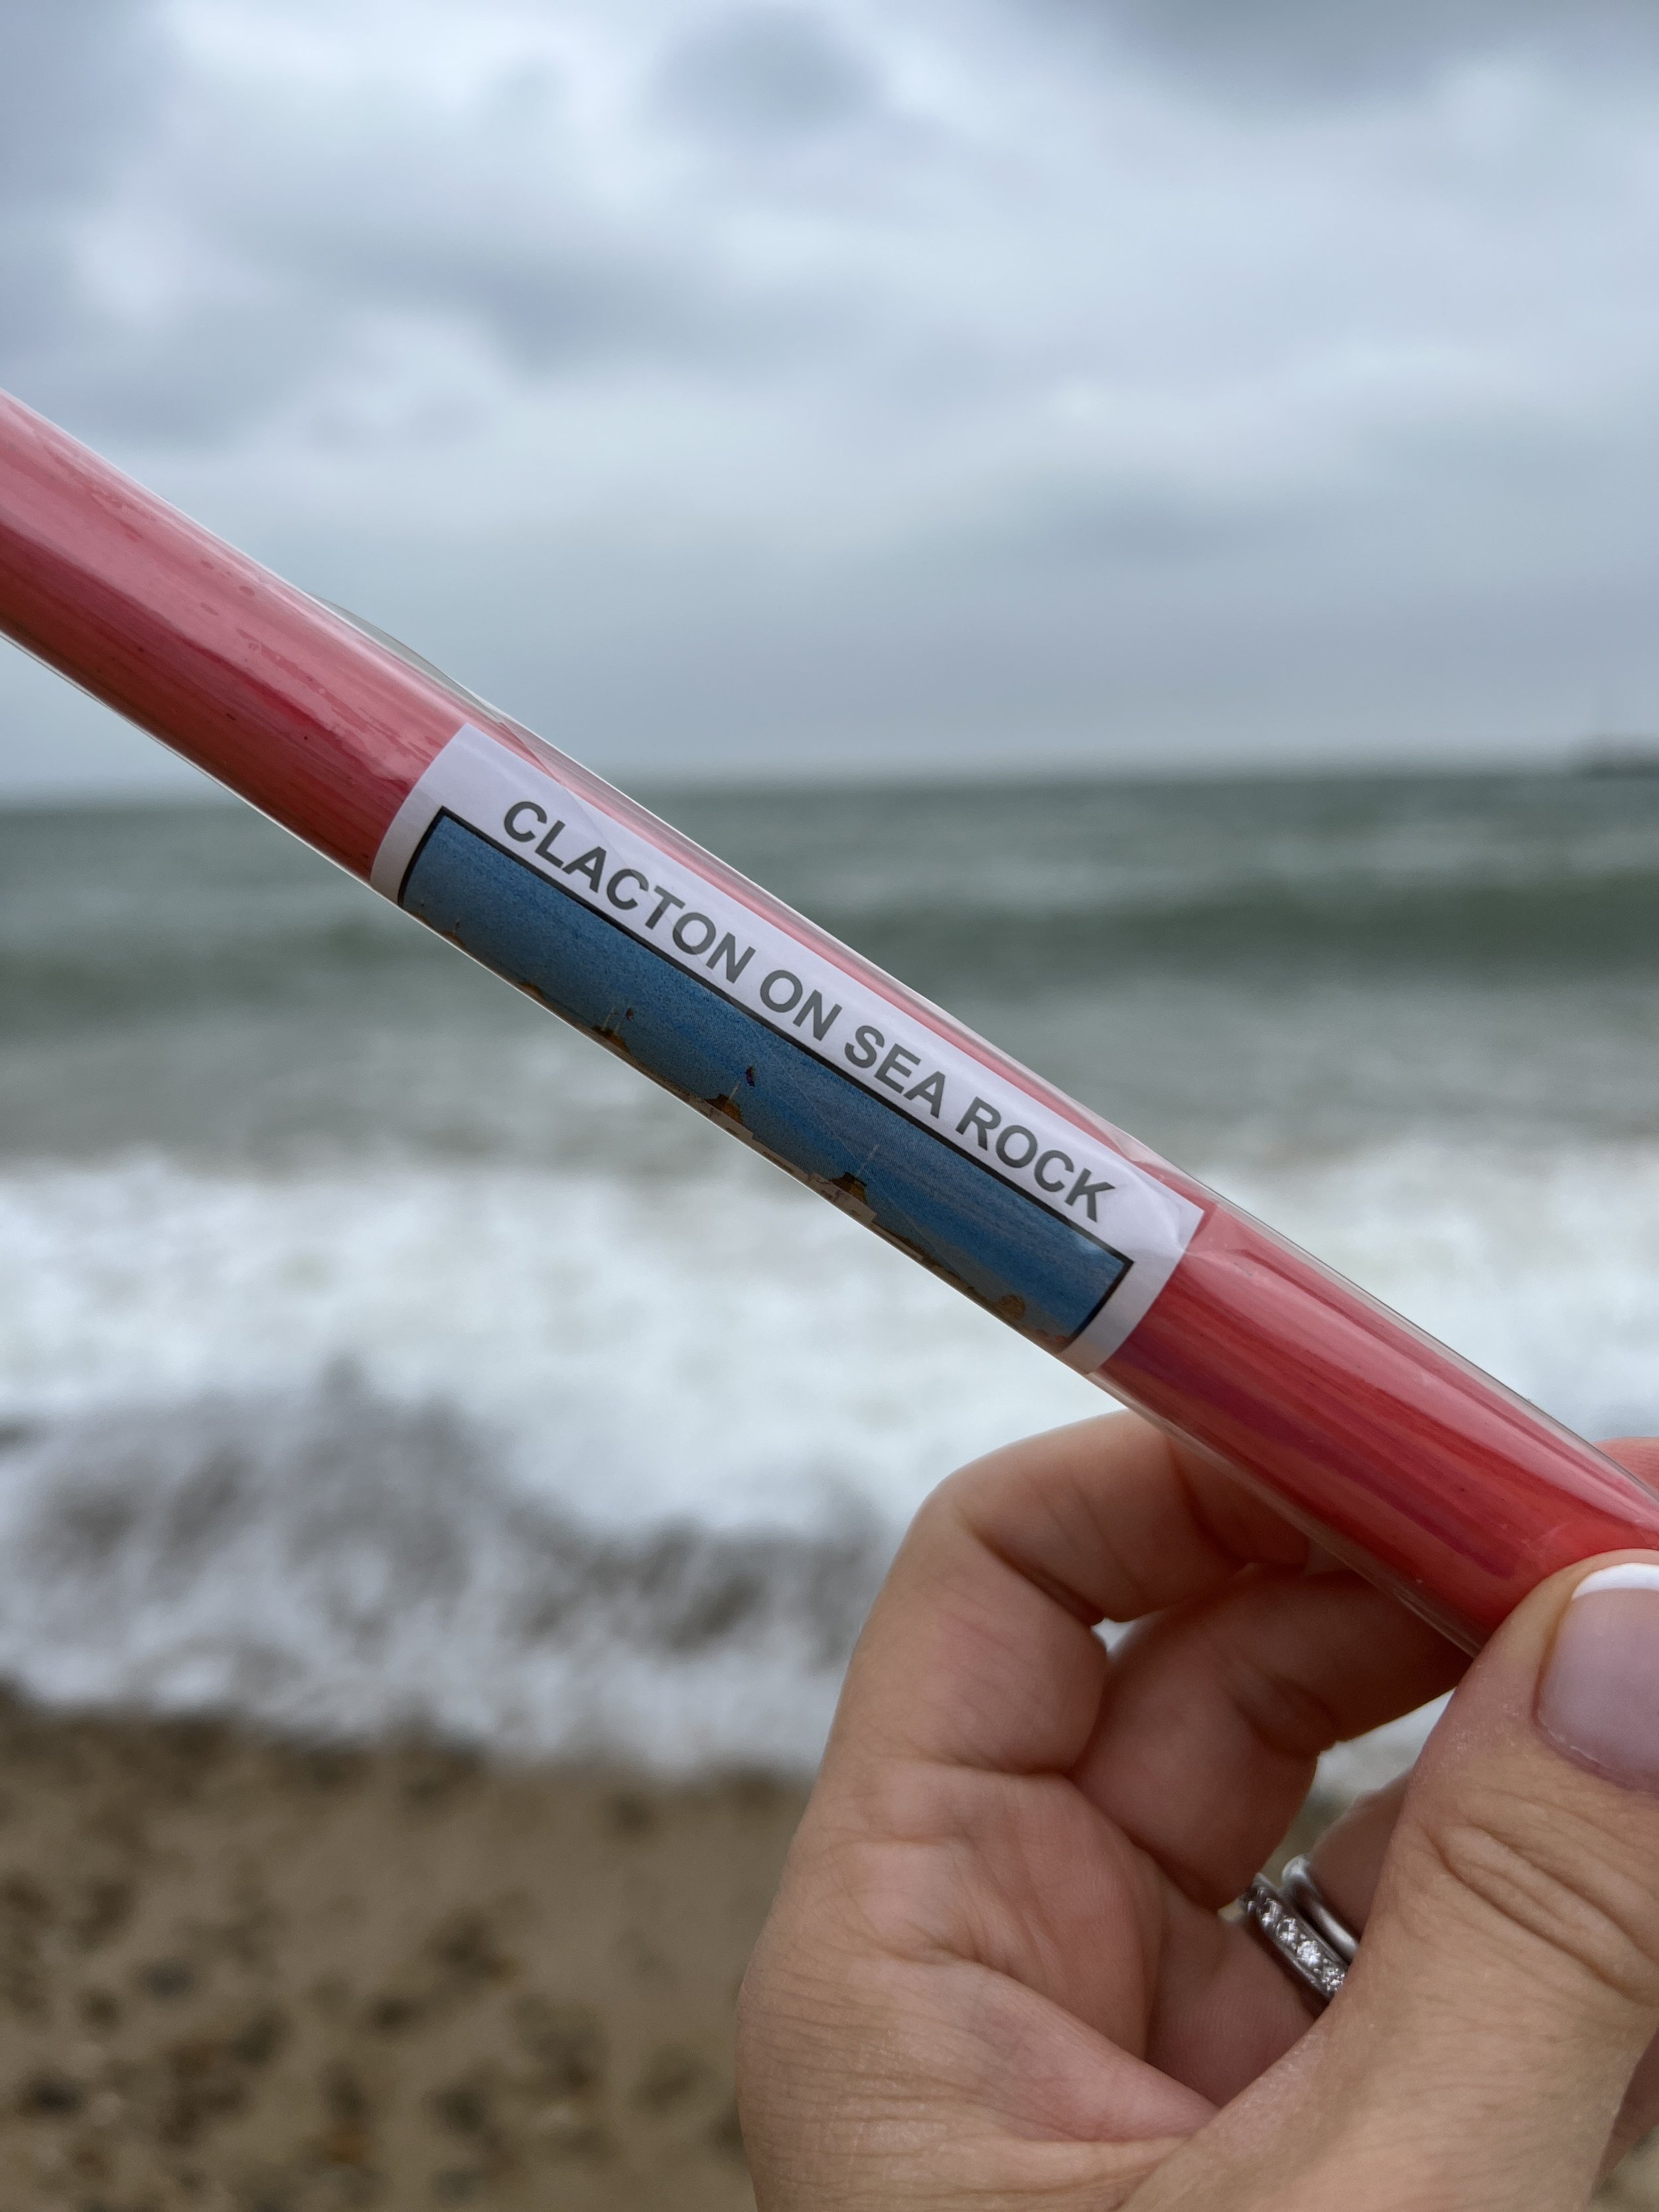 CLACTON ON SEA ROCK